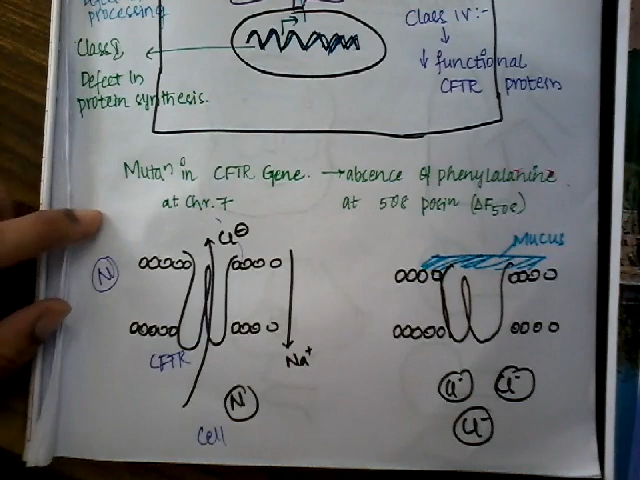 processing
Class I,
Defect in
protein synthesis.
Class IV:-
↓ functional
CFTR protein
Mutan in CFTR Gene. → absence of phenylalanine
at Chr. 7 at 508 posin (ΔF508)
Cl⊖
N
CFTR
Na+
N
Cell
Mucus
Cl- Cl-
Cl-